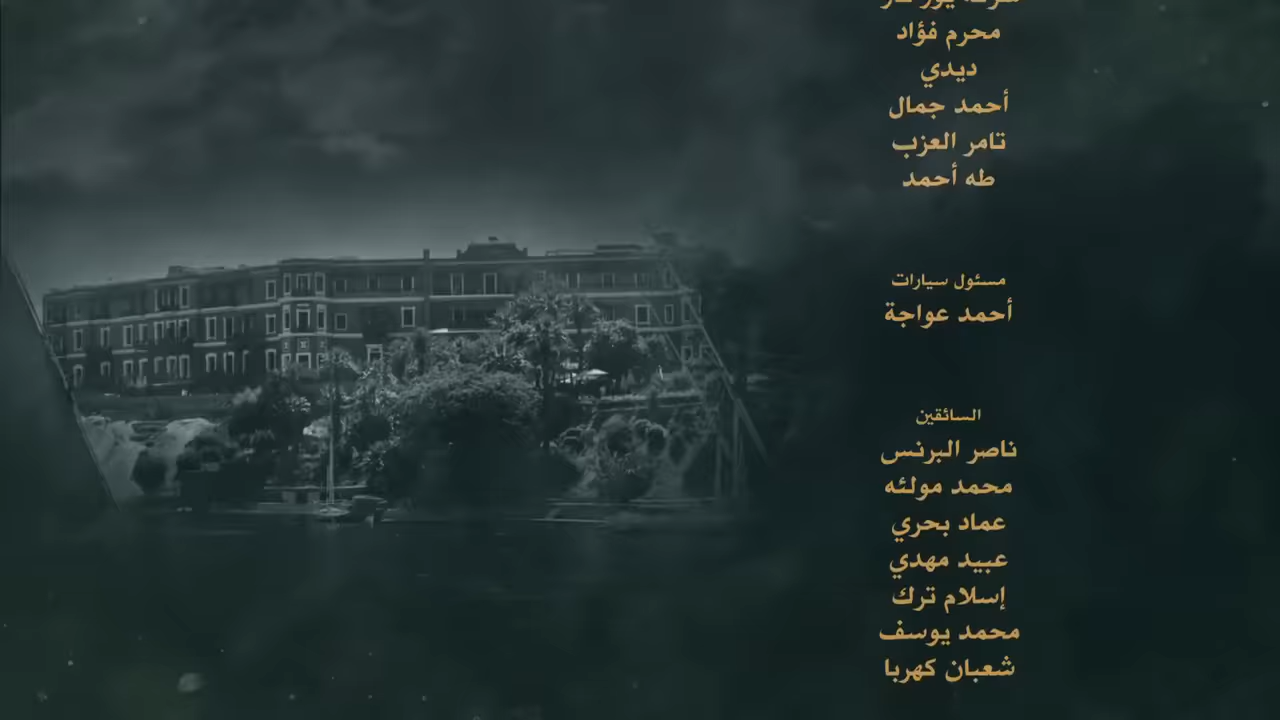 محرم فؤاد
ديدي
أحمد جمال
تامر العزب
طه أحمد
مسئول سيارات
أحمد عواجة
السائقين
ناصر البرنس
محمد مولئه
عماد بحري
عبيد مهدي
إسلام ترك
محمد يوسف
شعبان كهربا